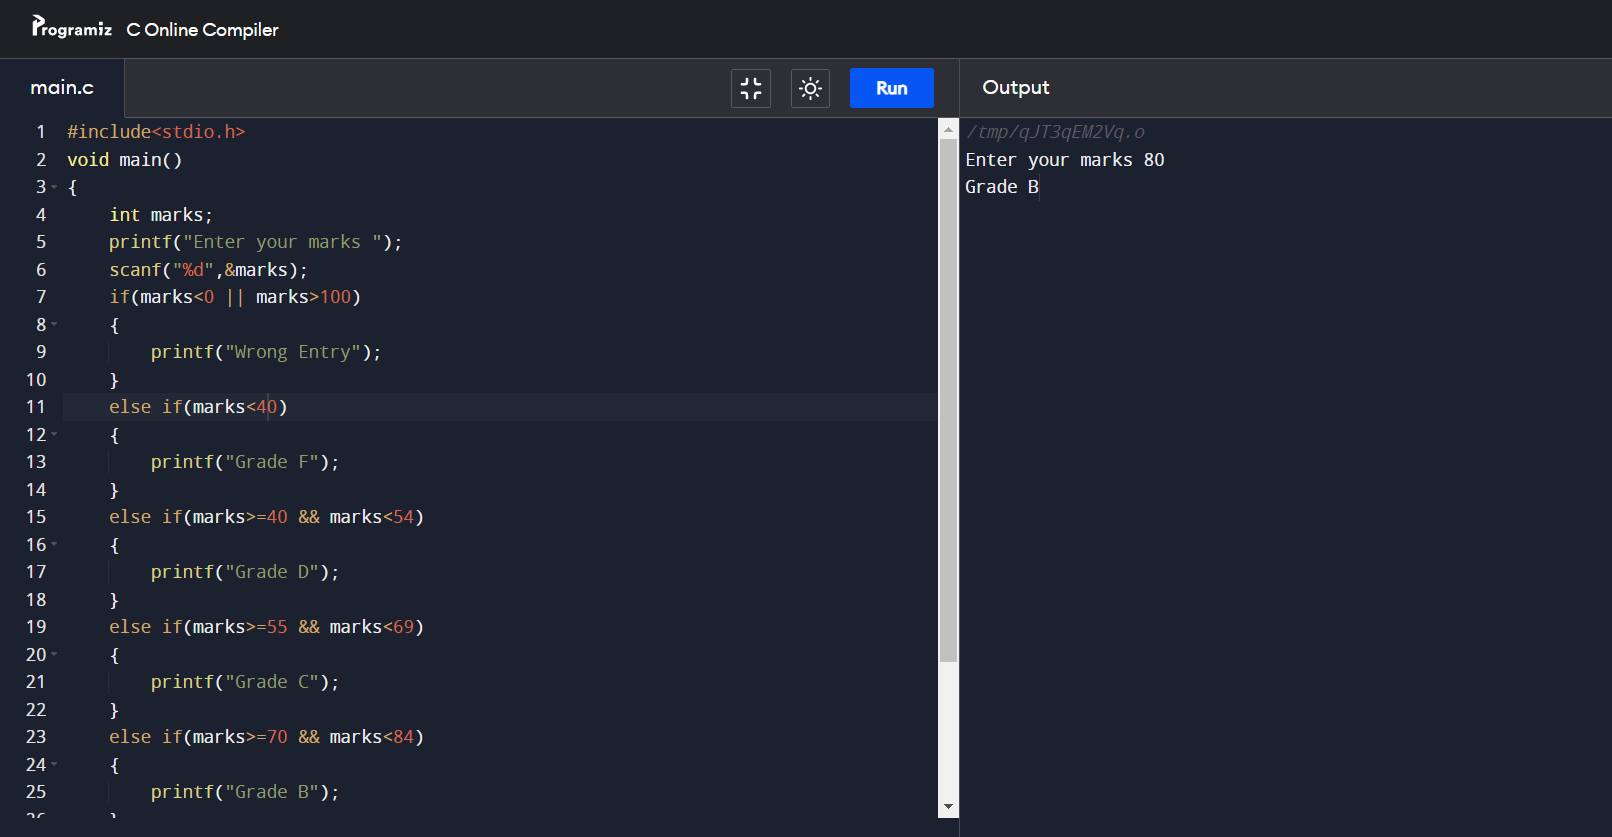 Programiz C Online Compiler
main.c
Run
Output
1 #include<stdio.h>
2 void main()
3 {
4 int marks;
5 printf("Enter your marks ");
6 scanf("%d",&marks);
7 if(marks<0 || marks>100)
8 {
9 printf("Wrong Entry");
10 }
11 else if(marks<40)
12 {
13 printf("Grade F");
14 }
15 else if(marks>=40 && marks<54)
16 {
17 printf("Grade D");
18 }
19 else if(marks>=55 && marks<69)
20 {
21 printf("Grade C");
22 }
23 else if(marks>=70 && marks<84)
24 {
25 printf("Grade B");
/tmp/qJT3qEM2Vq.o
Enter your marks 80
Grade B